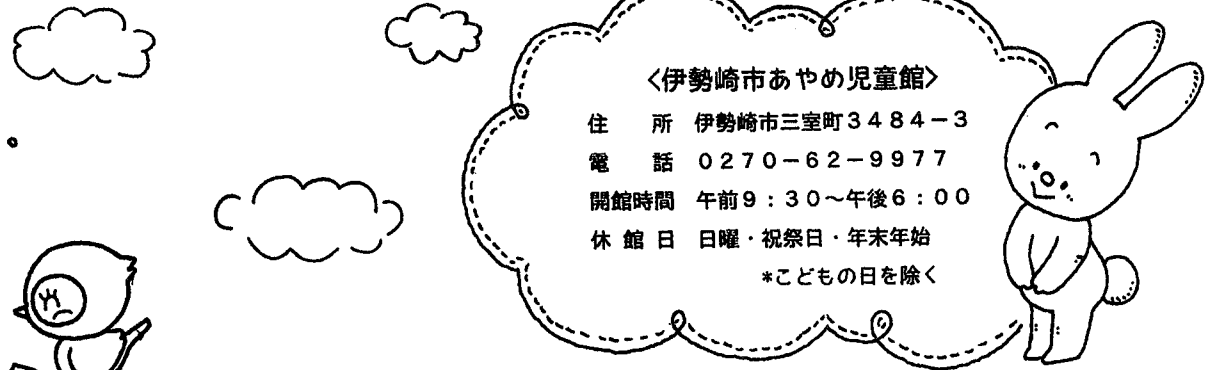 <伊勢崎市あやめ児童館>
住　　所　伊勢崎市三室町３４８４－３
電　　話　０２７０－６２－９９７７
開館時間　午前９：３０～午後６：００
休 館 日　日曜・祝祭日・年末年始
*こどもの日を除く